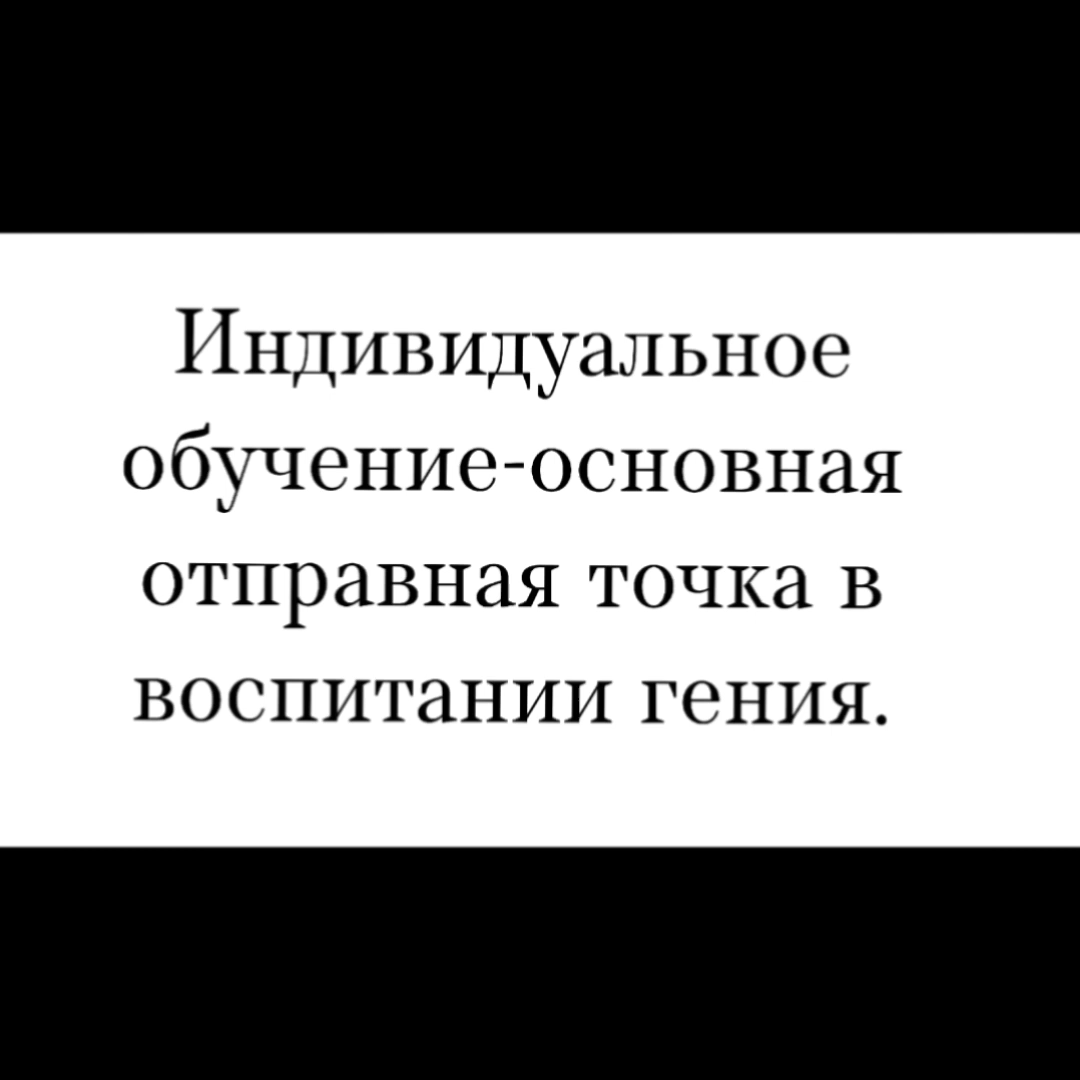 Индивидуальное
обучение-основная
отправная точка в
воспитании гения.